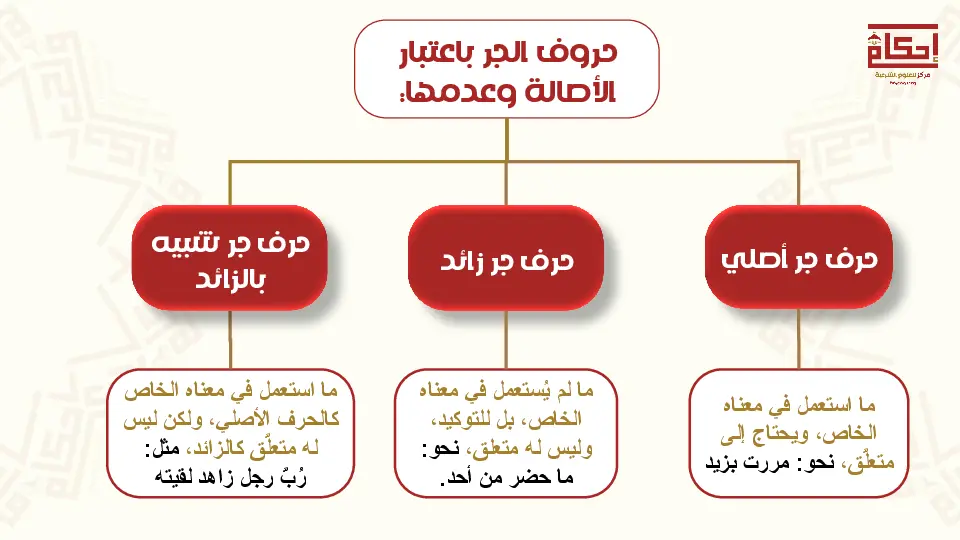 إحكام
مركز للعلوم الشرعية
حروف الجر باعتبار
الأصالة وعدمها:
حرف جر أصلي
حرف جر زائد
حرف جر شبيه
بالزائد
ما استعمل في معناه
الخاص، ويحتاج إلى
متعلَّق، نحو: مررت بزيد
ما لم يُستعمل في معناه
الخاص، بل للتوكيد،
وليس له متعلق، نحو:
ما حضر من أحد.
ما استعمل في معناه الخاص
كالحرف الأصلي، ولكن ليس
له متعلَّق كالزائد، مثل:
رُبّ رجل زاهد لقيته